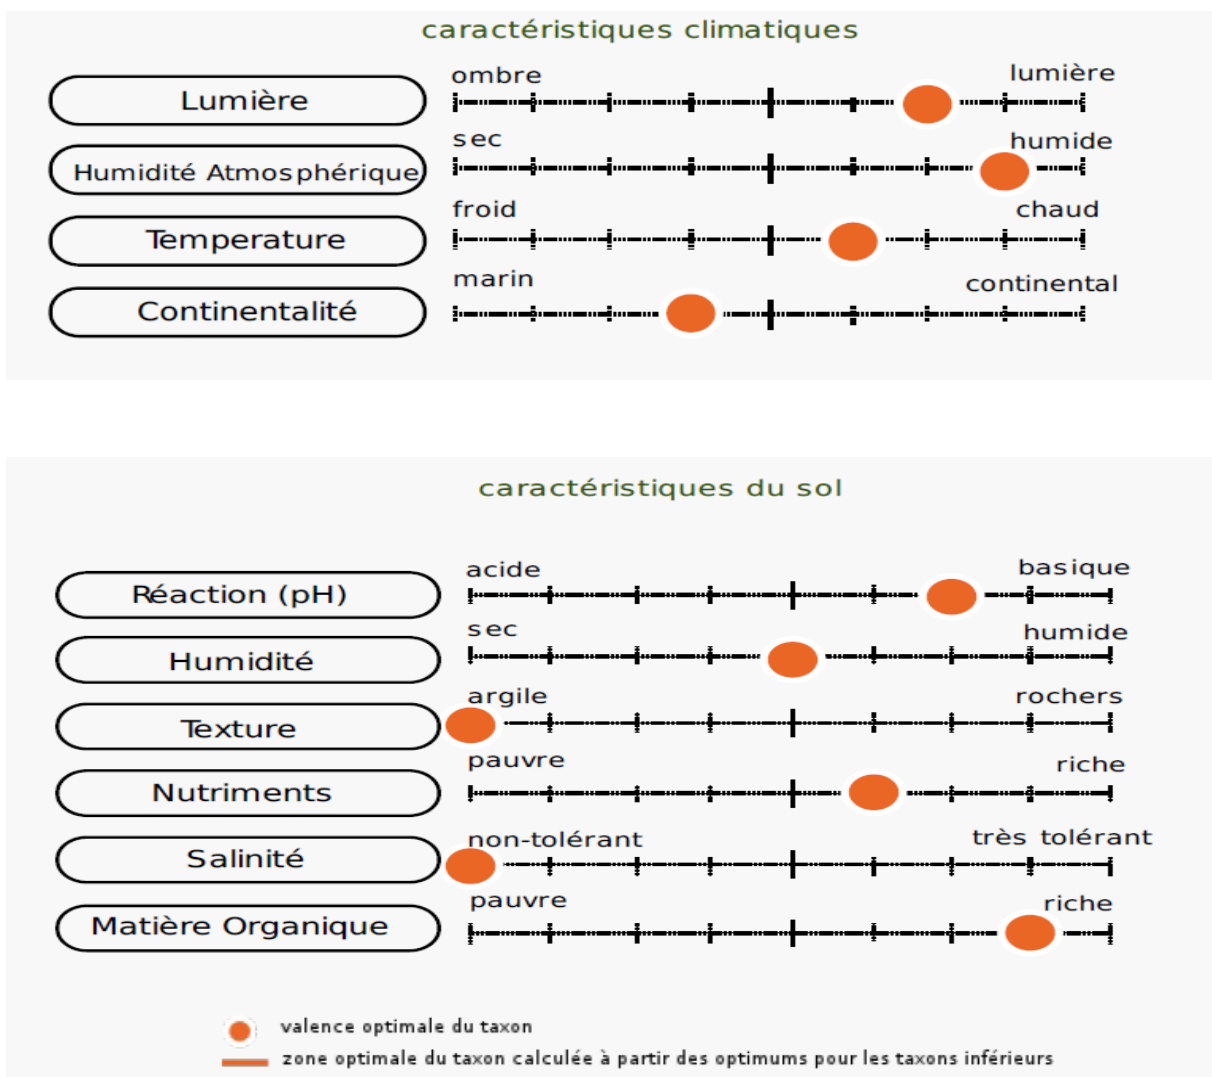 caractéristiques climatiques
Lumière
ombre
lumière
Humidité Atmosphérique
sec
humide
Temperature
froid
chaud
Continentalité
marin
continental
caractéristiques du sol
Réaction (pH)
acide
basique
Humidité
sec
humide
Texture
argile
rochers
Nutriments
pauvre
riche
Salinité
non-tolérant
très tolérant
Matière Organique
pauvre
riche
valence optimale du taxon
zone optimale du taxon calculée à partir des optimums pour les taxons inférieurs